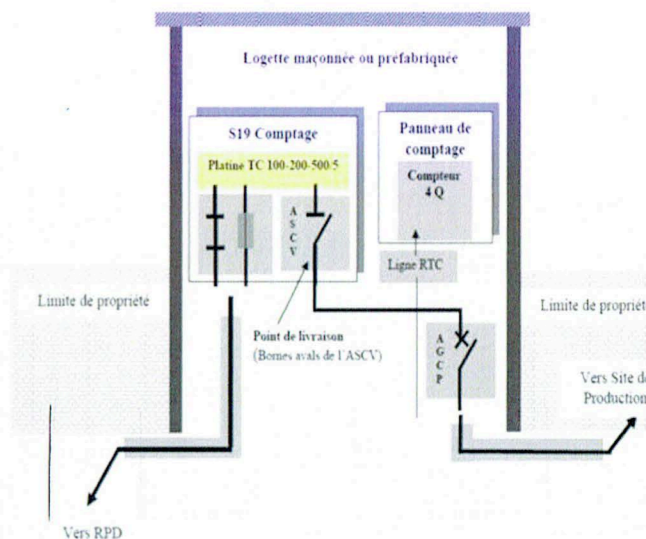 Logette maçonnée ou préfabriquée
S19 Comptage
Platine TC 100-200-500/5
ASCV
Panneau de
comptage
Compteur
4 Q
Ligne RTC
Limite de propriété
Point de livraison
(Bornes avals de l'ASCV)
AGCP
Limite de propriété
Vers Site de
Production
Vers RPD